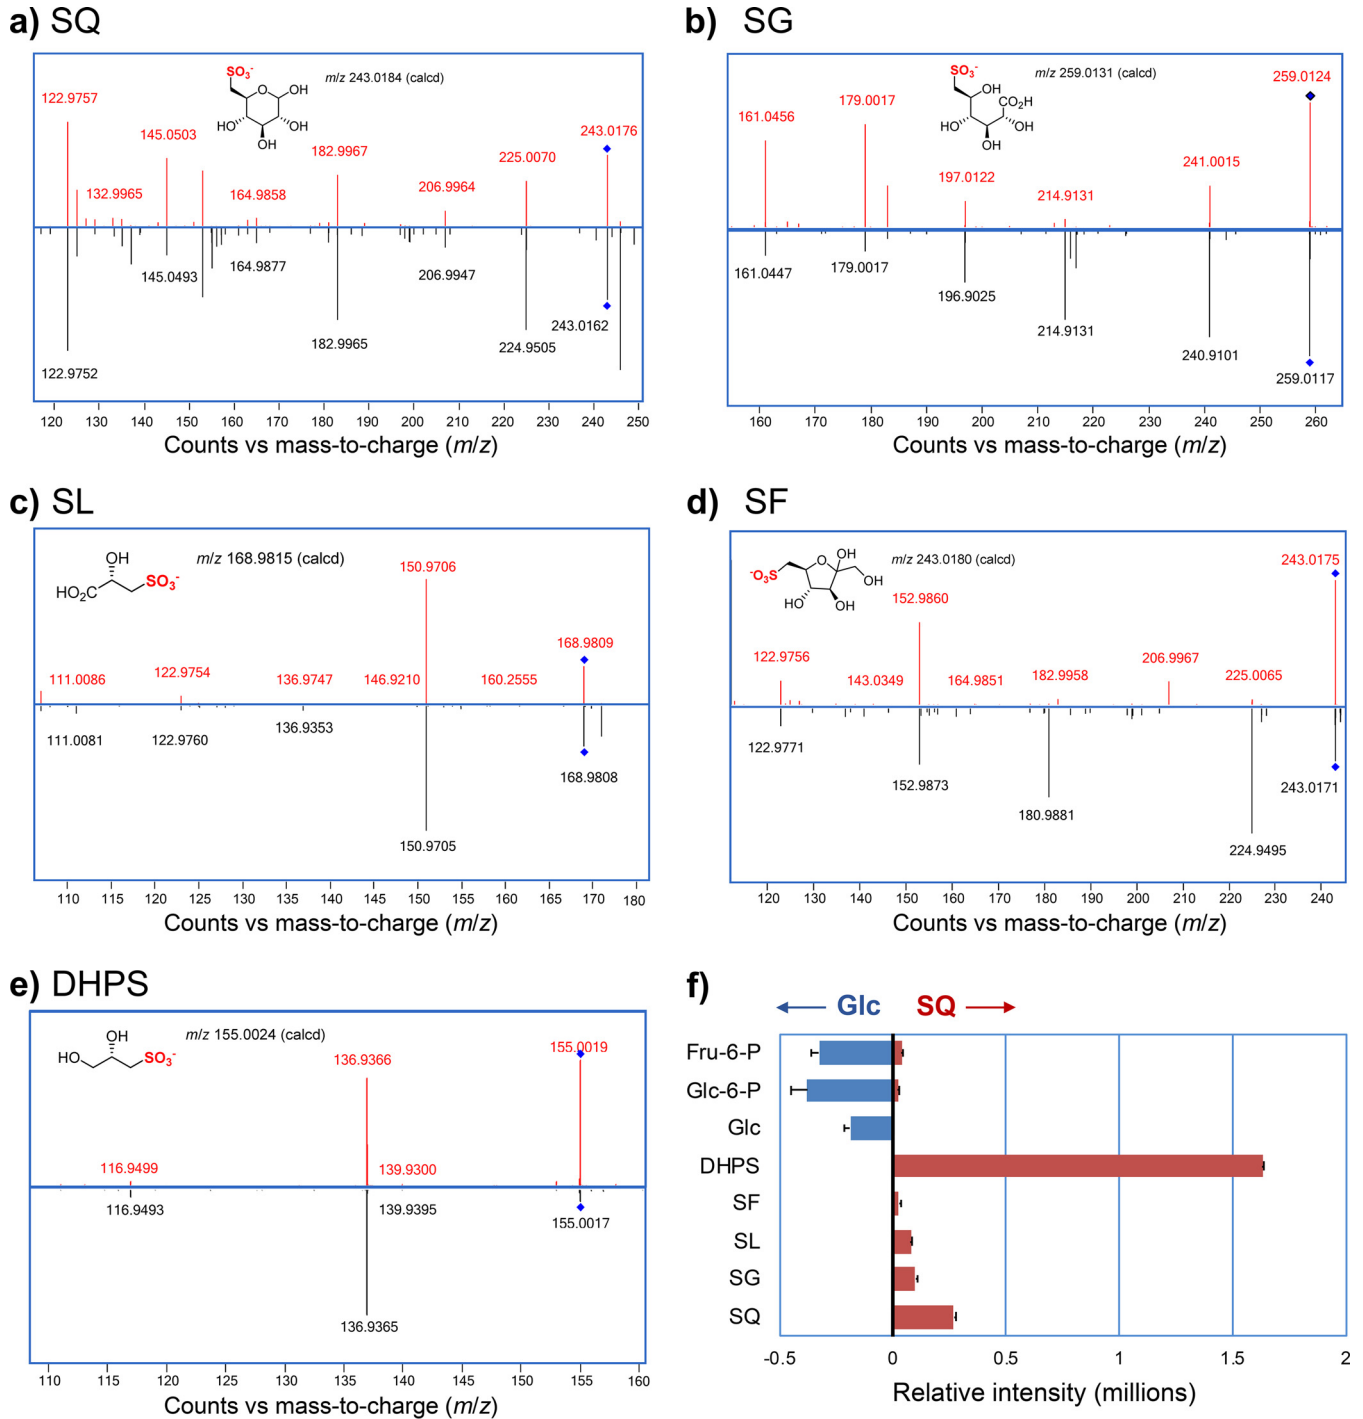 a) SQ
SO3-
m/z 243.0184 (calcd)
O
OH
HO
OH
OH
122.9757
132.9965
145.0503
164.9858
182.9967
206.9964
225.0070
243.0176
122.9752
145.0493
164.9877
182.9965
206.9947
224.9505
243.0162
120 130 140 150 160 170 180 190 200 210 220 230 240 250
Counts vs mass-to-charge (m/z)
b) SG
SO3-
m/z 259.0131 (calcd)
OH
CO2H
HO
OH
OH
161.0456
179.0017
197.0122
214.9131
241.0015
259.0124
161.0447
179.0017
196.9025
214.9131
240.9101
259.0117
160 170 180 190 200 210 220 230 240 250 260
Counts vs mass-to-charge (m/z)
c) SL
OH
m/z 168.9815 (calcd)
HO2C
SO3-
111.0086
122.9754
136.9747
146.9210
150.9706
160.2555
168.9809
111.0081
122.9760
136.9353
150.9705
168.9808
110 115 120 125 130 135 140 145 150 155 160 165 170 175 180
Counts vs mass-to-charge (m/z)
d) SF
-O3S
O
OH
m/z 243.0180 (calcd)
OH
HO
OH
122.9756
143.0349
152.9860
164.9851
182.9958
206.9967
225.0065
243.0175
122.9771
152.9873
180.9881
224.9495
243.0171
120 130 140 150 160 170 180 190 200 210 220 230 240
Counts vs mass-to-charge (m/z)
e) DHPS
OH
m/z 155.0024 (calcd)
HO
SO3-
116.9499
136.9366
139.9300
155.0019
116.9493
136.9365
139.9395
155.0017
110 115 120 125 130 135 140 145 150 155 160
Counts vs mass-to-charge (m/z)
f)
Glc SQ
Fru-6-P
Glc-6-P
Glc
DHPS
SF
SL
SG
SQ
-0.5 0 0.5 1 1.5 2
Relative intensity (millions)